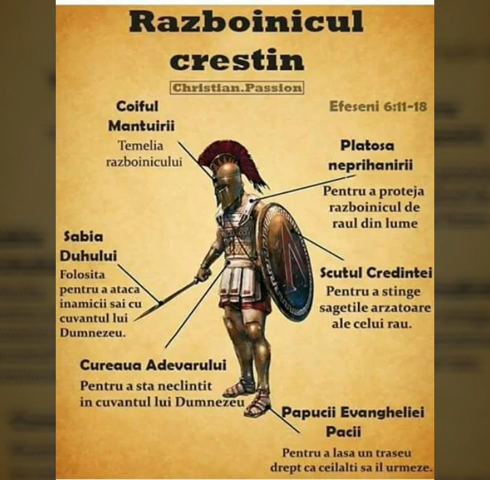 Razboinicul
crestin
Christian.Passion
Efeseni 6:11-18
Coiful
Mantuirii
Temelia
razboinicului
Platosa
neprihanirii
Pentru a proteja
razboinicul de
raul din lume
Sabia
Duhului
Folosita
pentru a ataca
inamicii sai cu
cuvantul lui
Dumnezeu.
Scutul Credintei
Pentru a stinge
sagetile arzatoare
ale celui rau.
Cureaua Adevarului
Pentru a sta neclintit
in cuvantul lui Dumnezeu
Papucii Evangheliei
Pacii
Pentru a lasa un traseu
drept ca ceilalti sa il urmeze.